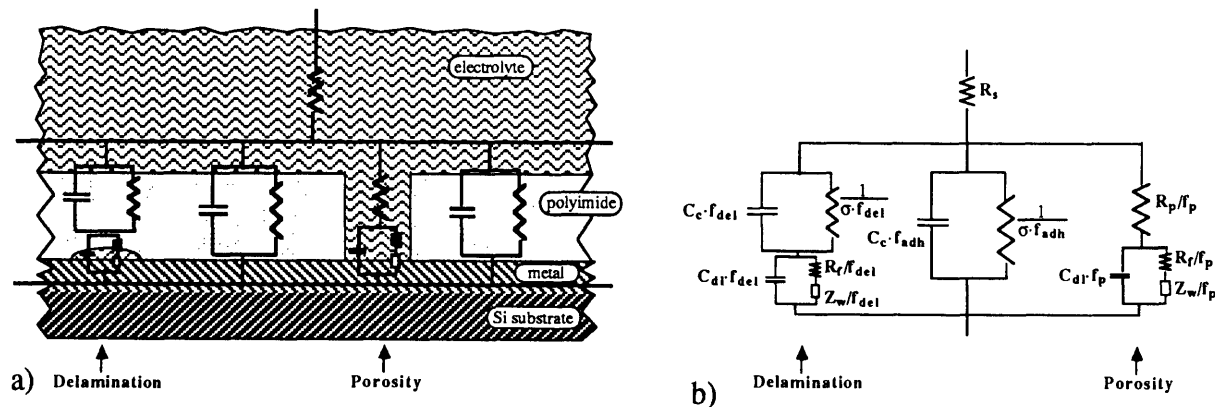 electrolyte
polyimide
metal
Si substrate
a)
Delamination
Porosity
R_s
C_c·f_del
1/σ·f_del
C_dl·f_del
R_f/f_del
Z_w/f_del
C_c·f_adh
1/σ·f_adh
R_p/f_p
C_dl·f_p
R_f/f_p
Z_w/f_p
b)
Delamination
Porosity